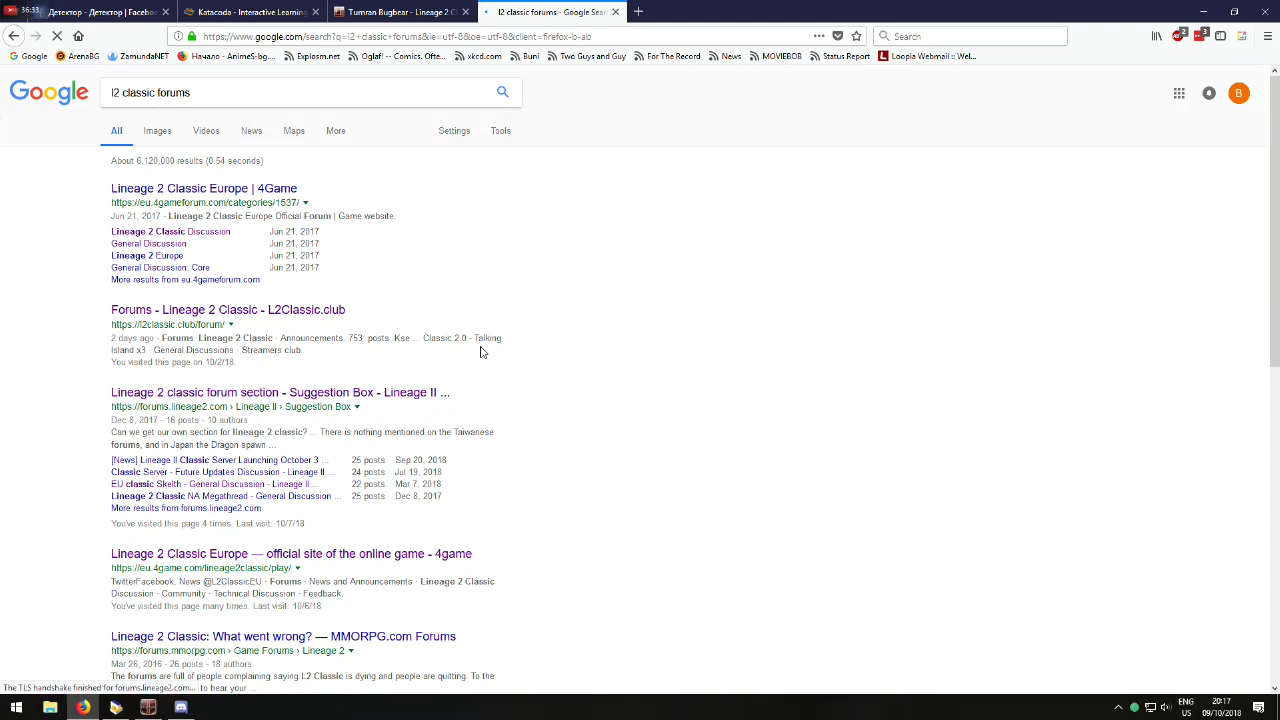 36:33
Детектор - Детектор | Faceboo
Katacoda - Interactive Learning
Tumran Bugbear - Lineage 2 Cl
l2 classic forums - Google Sear
https://www.google.com/search?q=l2+classic+forums&ie=utf-8&oe=utf-8&client=firefox-b-ab
Search
2
3
Google
ArenaBG
ZamundaNET
Начало - AnimeS-bg....
Explosm.net
Oglaf! -- Comics. Ofte...
xkcd.com
Buni
Two Guys and Guy
For The Record
News
MOVIEBOB
Status Report
Loopia Webmail :: Wel...
Google
l2 classic forums
B
All
Images
Videos
News
Maps
More
Settings
Tools
About 6,120,000 results (0.54 seconds)
Lineage 2 Classic Europe | 4Game
https://eu.4gameforum.com/categories/1537/
Jun 21, 2017 - Lineage 2 Classic Europe Official Forum | Game website.
Lineage 2 Classic Discussion Jun 21, 2017
General Discussion Jun 21, 2017
Lineage 2 Europe Jun 21, 2017
General Discussion: Core Jun 21, 2017
More results from eu.4gameforum.com
Forums - Lineage 2 Classic - L2Classic.club
https://l2classic.club/forum/
2 days ago - Forums. Lineage 2 Classic · Announcements. 753: posts. Kse ... Classic 2.0 - Talking
Island x3 · General Discussions · Streamers club.
You visited this page on 10/2/18.
Lineage 2 classic forum section - Suggestion Box - Lineage II ...
https://forums.lineage2.com › Lineage II › Suggestion Box
Dec 8, 2017 - 16 posts - 10 authors
Can we get our own section for lineage 2 classic? ... There is nothing mentioned on the Taiwanese
forums, and in Japan the Dragon spawn ...
[News] Lineage II Classic Server Launching October 3 ... 25 posts Sep 20, 2018
Classic Server - Future Updates Discussion - Lineage II ... 24 posts Jul 19, 2018
EU classic Skelth - General Discussion - Lineage II ... 22 posts Mar 7, 2018
Lineage 2 Classic NA Megathread - General Discussion ... 25 posts Dec 8, 2017
More results from forums.lineage2.com
You've visited this page 4 times. Last visit: 10/7/18
Lineage 2 Classic Europe — official site of the online game - 4game
https://eu.4game.com/lineage2classic/play/
TwitterFacebook. News @L2ClassicEU · Forums · News and Announcements · Lineage 2 Classic
Discussion · Community · Technical Discussion · Feedback.
You've visited this page many times. Last visit: 10/6/18
Lineage 2 Classic: What went wrong? — MMORPG.com Forums
https://forums.mmorpg.com › Game Forums › Lineage 2
Mar 26, 2016 - 26 posts - 18 authors
The forums are full of people complaining saying L2 Classic is dying and people are quitting. To the
The TLS handshake finished for forums.lineage2.com... to hear your ...
ENG
US
20:17
09/10/2018